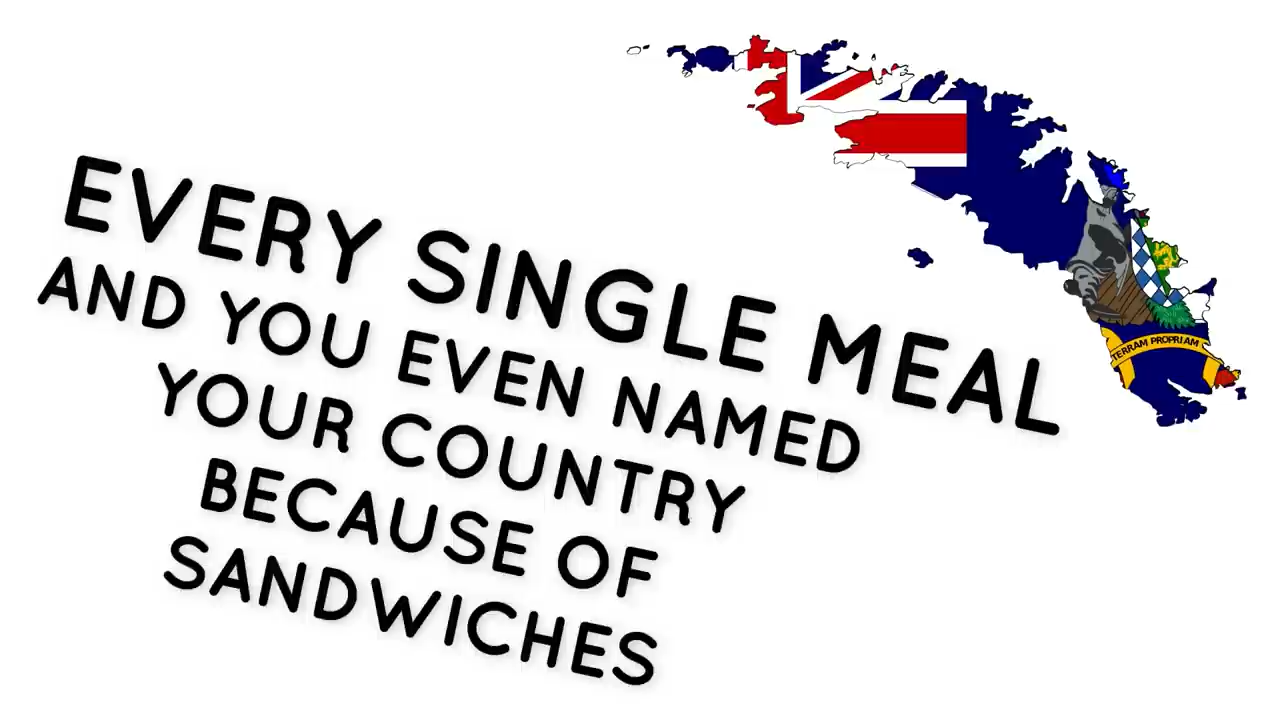 EVERY SINGLE MEAL
AND YOU EVEN NAMED
YOUR COUNTRY
BECAUSE OF
SANDWICHES
TERRAM PROPRIAM